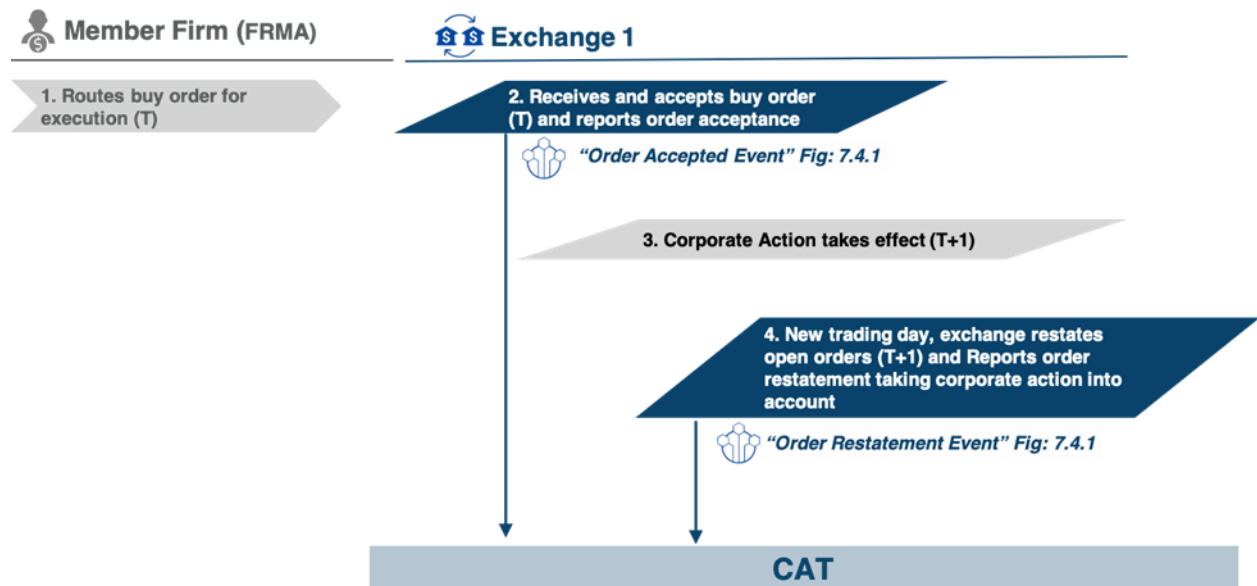 Member Firm (FRMA)
Exchange 1
1. Routes buy order for
execution (T)
2. Receives and accepts buy order
(T) and reports order acceptance
“Order Accepted Event” Fig: 7.4.1
3. Corporate Action takes effect (T+1)
4. New trading day, exchange restates
open orders (T+1) and Reports order
restatement taking corporate action into
account
“Order Restatement Event” Fig: 7.4.1
CAT